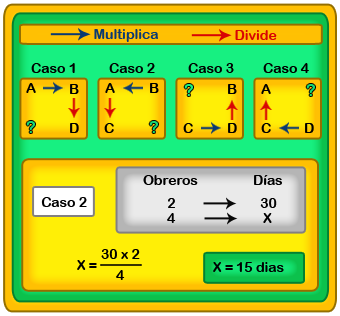 Multiplica Divide
Caso 1 Caso 2 Caso 3 Caso 4
A B A B ? B A ?
? D C ? C D C D
Caso 2
Obreros Días
2 30
4 X
X = 30 x 2
4
X = 15 dias